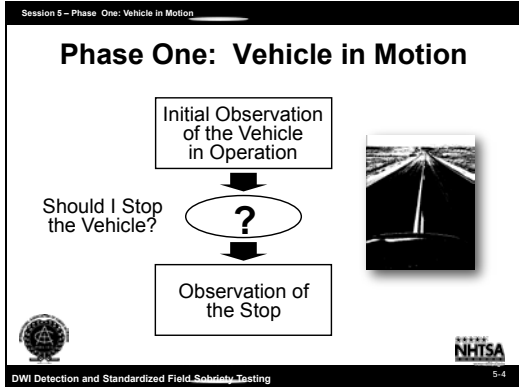 Session 5 – Phase One: Vehicle in Motion
Phase One: Vehicle in Motion
Initial Observation
of the Vehicle
in Operation
Should I Stop
the Vehicle?
?
Observation of
the Stop
NHTSA
DWI Detection and Standardized Field Sobriety Testing
5-4